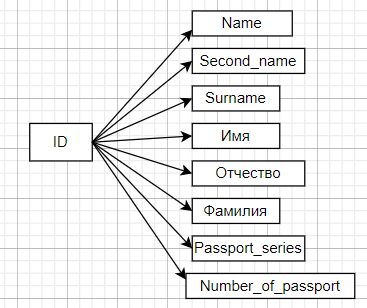 Name
Second_name
Surname
ID
Имя
Отчество
Фамилия
Passport_series
Number_of_passport